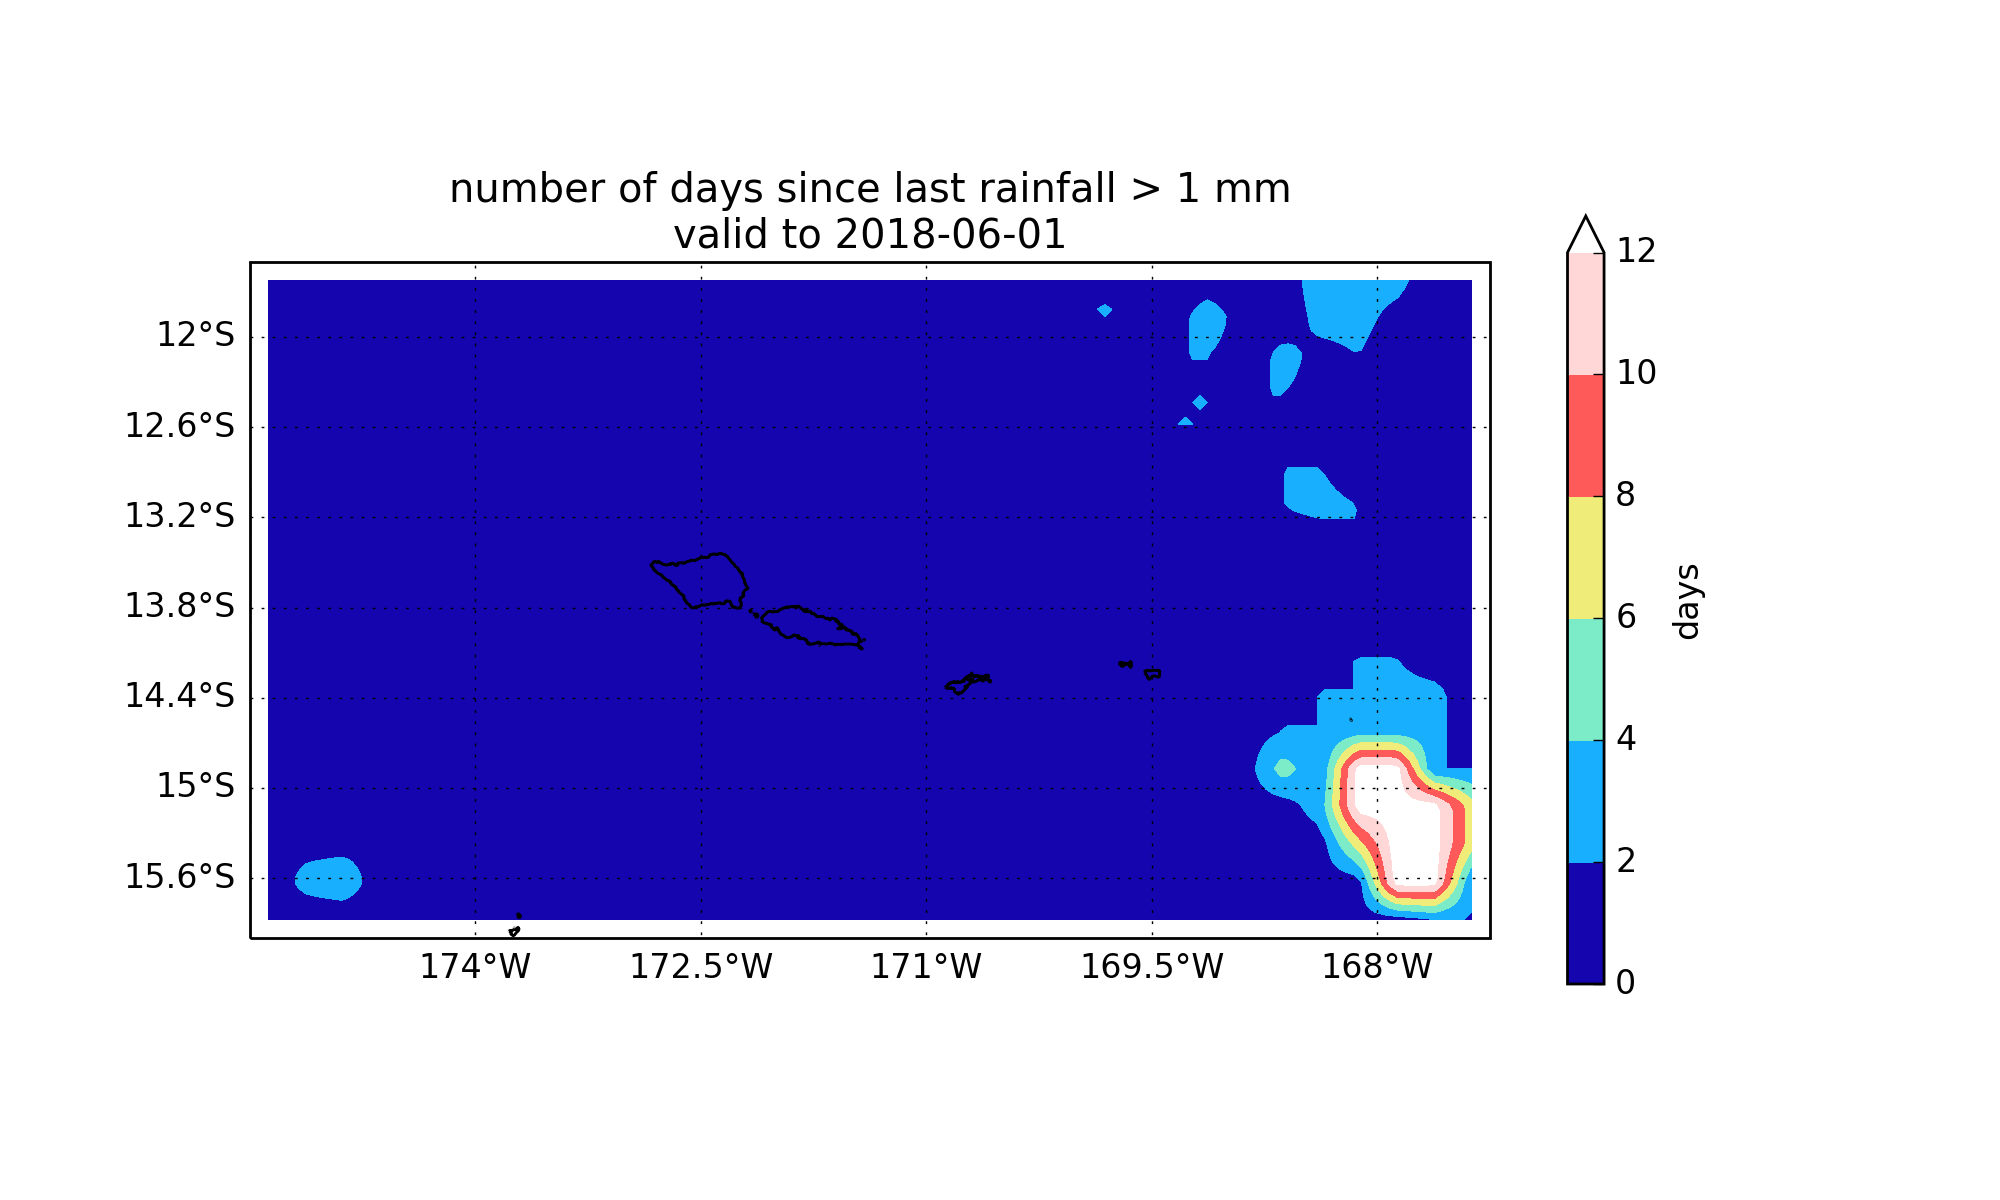 number of days since last rainfall > 1 mm
valid to 2018-06-01
12°S
12.6°S
13.2°S
13.8°S
14.4°S
15°S
15.6°S
174°W 172.5°W 171°W 169.5°W 168°W
12
10
8
6
4
2
0
days